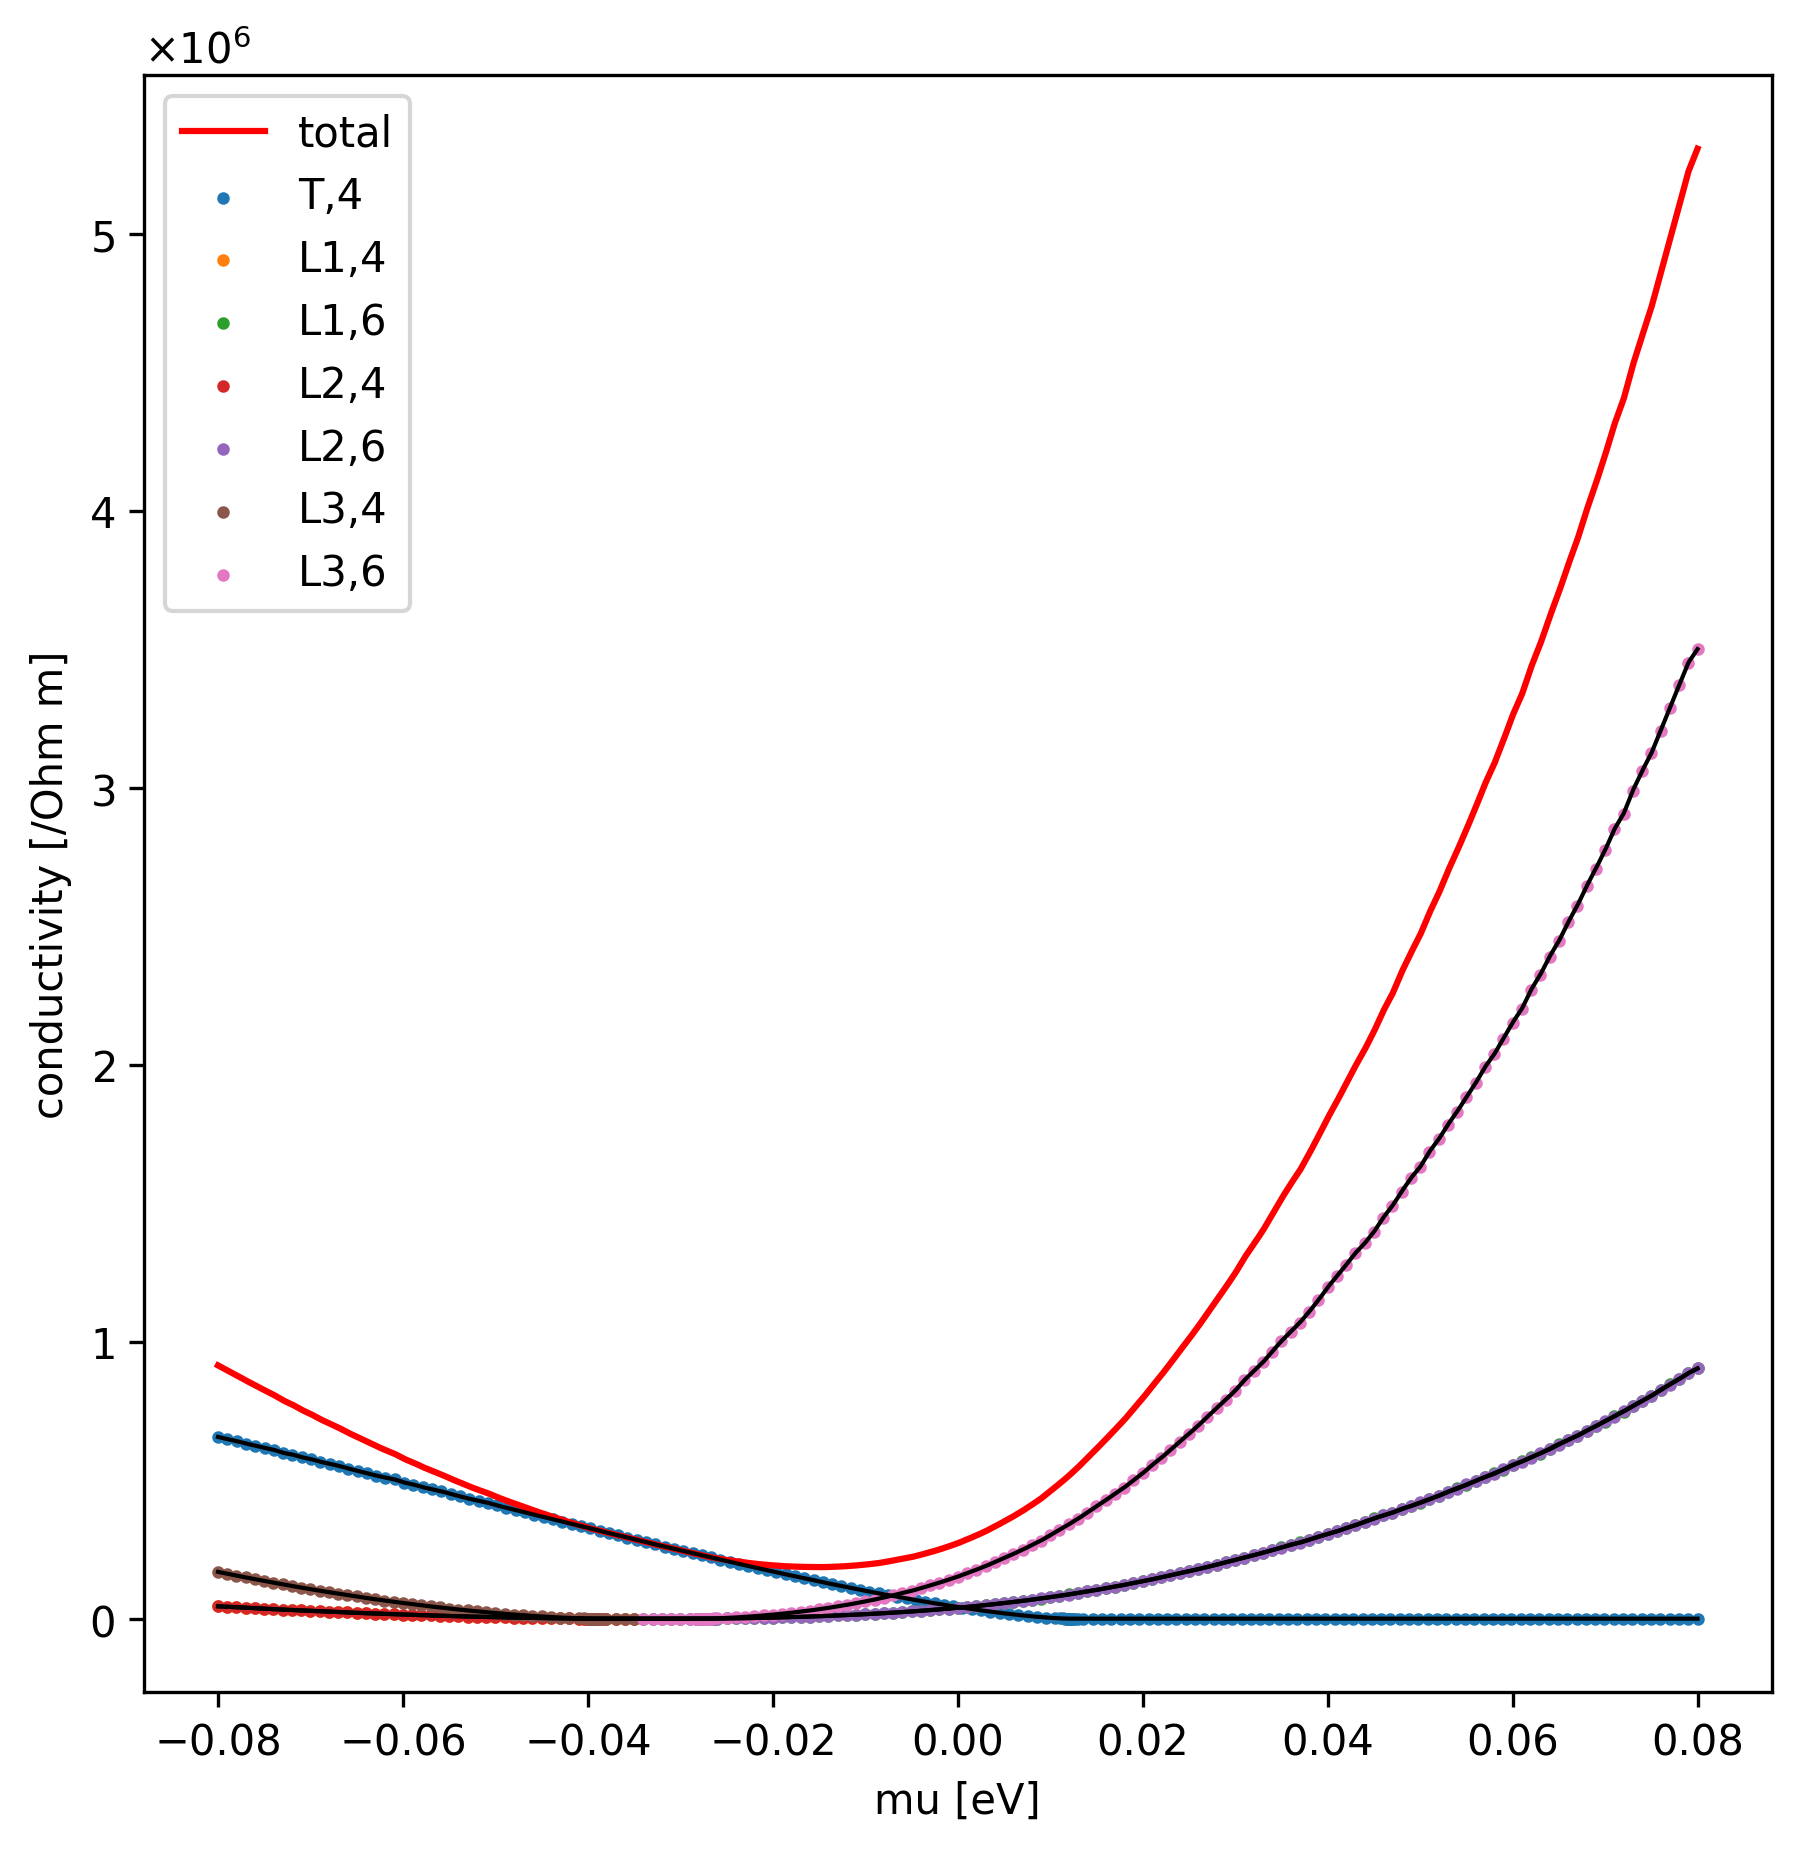 ×10⁶
total
T,4
L1,4
L1,6
L2,4
L2,6
L3,4
L3,6
5
4
3
2
1
0
conductivity [/Ohm m]
−0.08 −0.06 −0.04 −0.02 0.00 0.02 0.04 0.06 0.08
mu [eV]